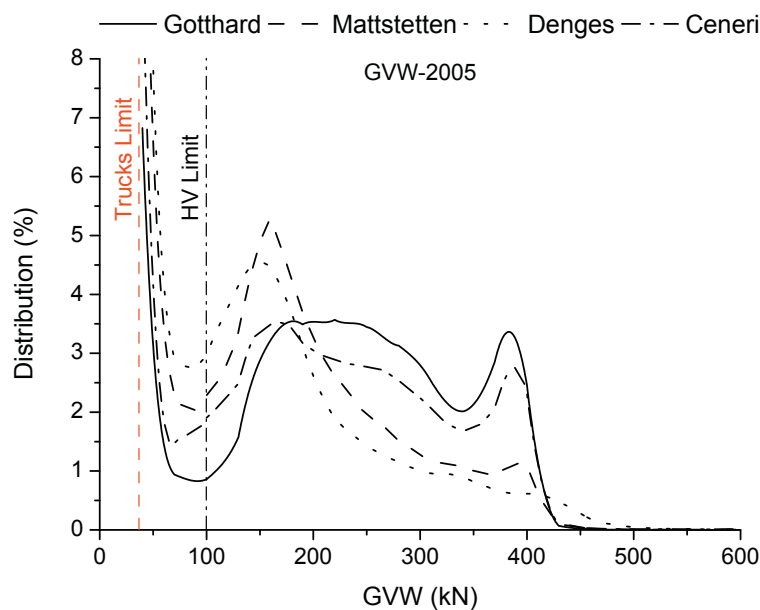 Gotthard Mattstetten Denges Ceneri
GVW-2005
Trucks Limit
HV Limit
Distribution (%)
8
7
6
5
4
3
2
1
0
0 100 200 300 400 500 600
GVW (kN)